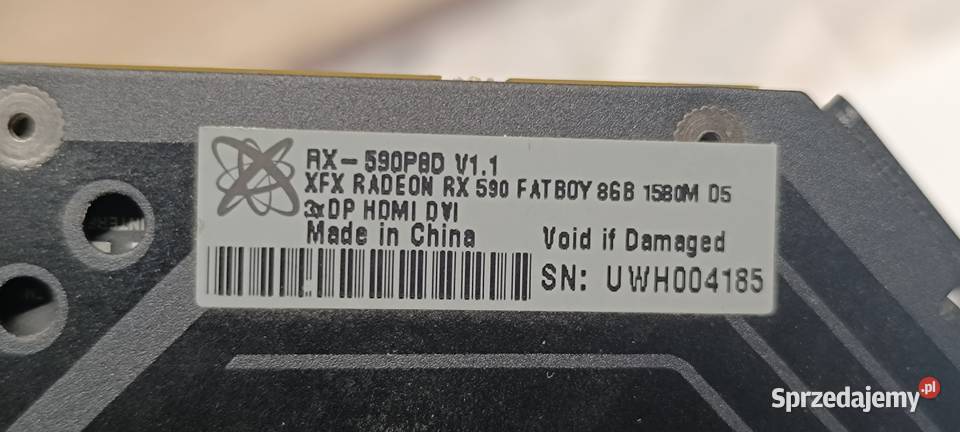 RX-590P8D V1.1
XFX RADEON RX 590 FATBOY 8GB 1580M D5
3xDP HDMI DVI
Made in China
Void if Damaged
SN: UWH004185
Sprzedajemy.pl